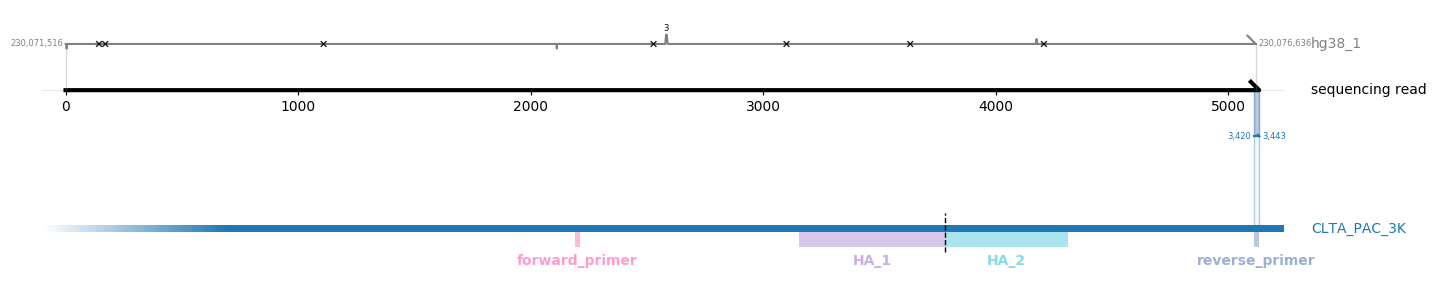 3
230,071,516 230,076,636 hg38_1
sequencing read
0 1000 2000 3000 4000 5000
3,420 3,443
CLTA_PAC_3K
forward_primer HA_1 HA_2 reverse_primer